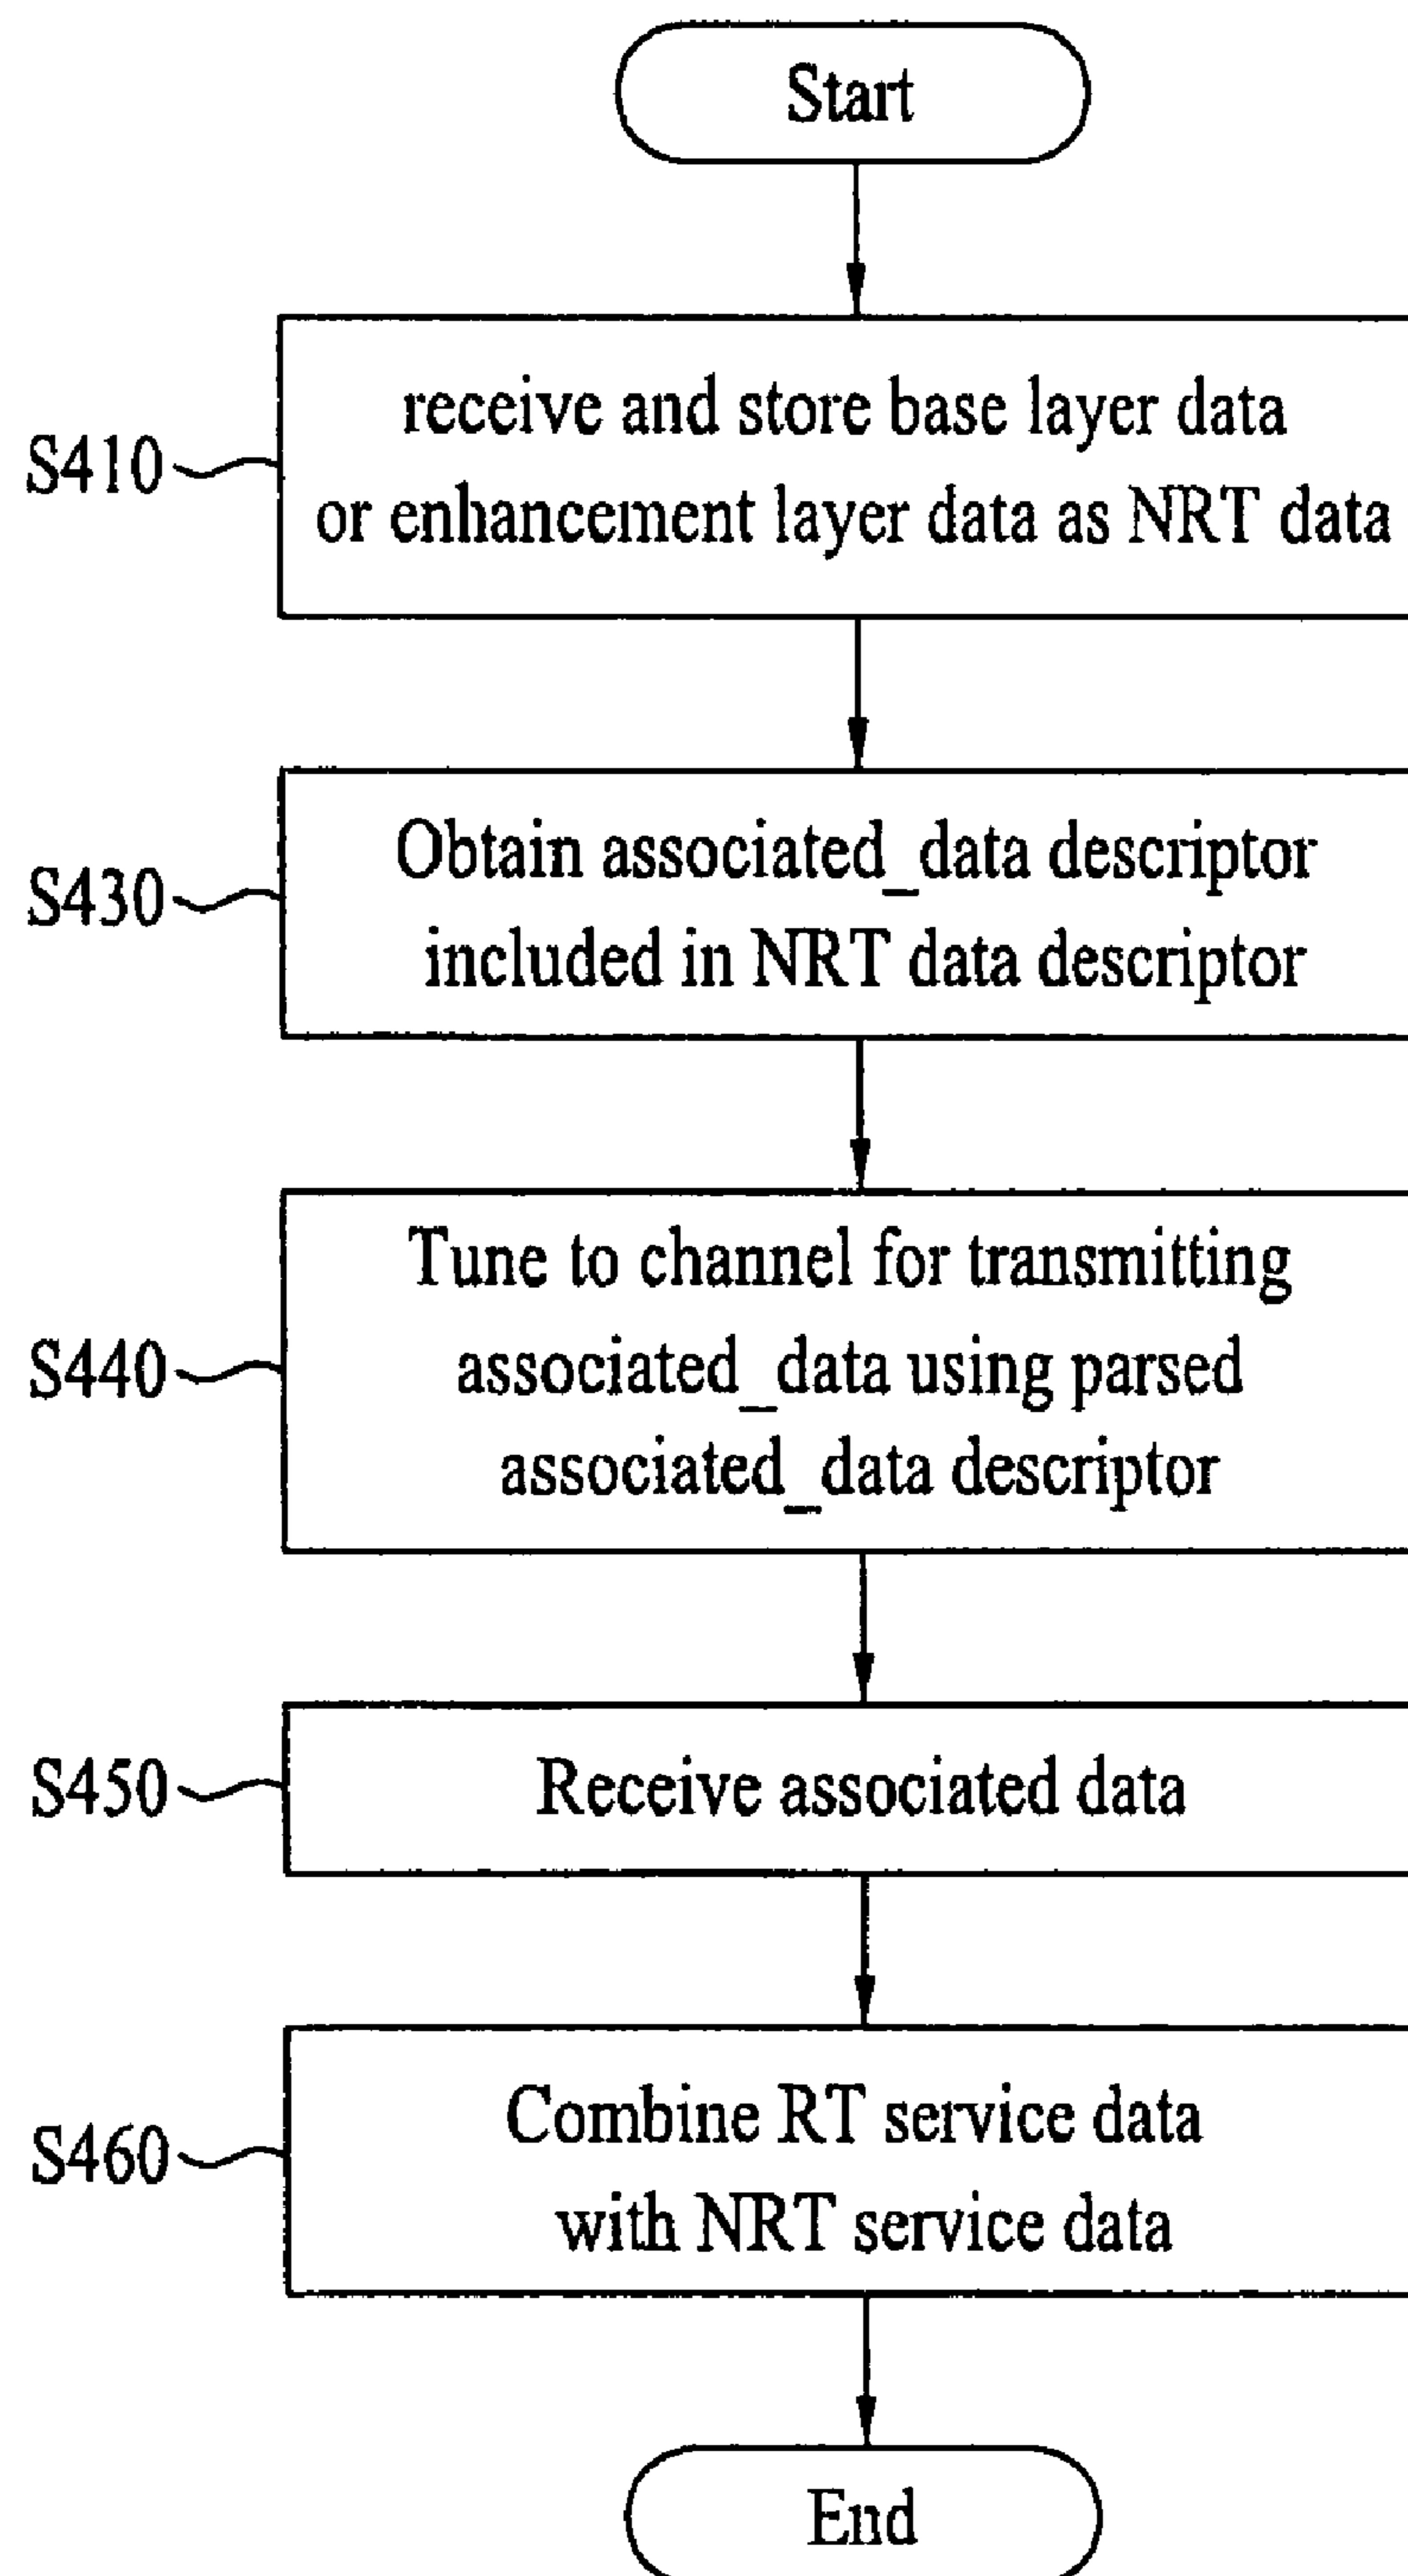 Start
receive and store base layer data
S410
or enhancement layer data as NRT data
Obtain associated_data descriptor
S430
included in NRT data descriptor
Tune to channel for transmitting
S440
associated_data using parsed
associated_data descriptor
S450
Receive associated data
Combine RT service data
S460
with NRT service data
End